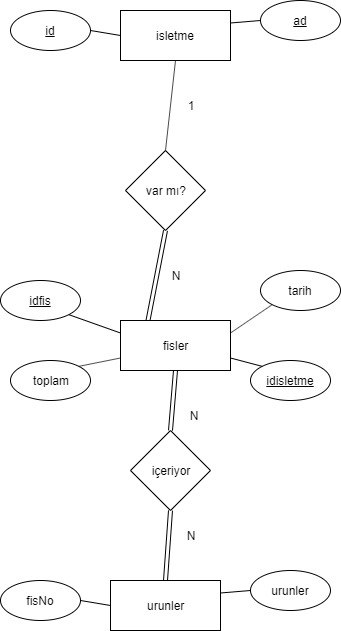 id
isletme
ad
1
var mı?
N
idfis
tarih
fisler
toplam
idisletme
N
içeriyor
N
fisNo
urunler
urunler